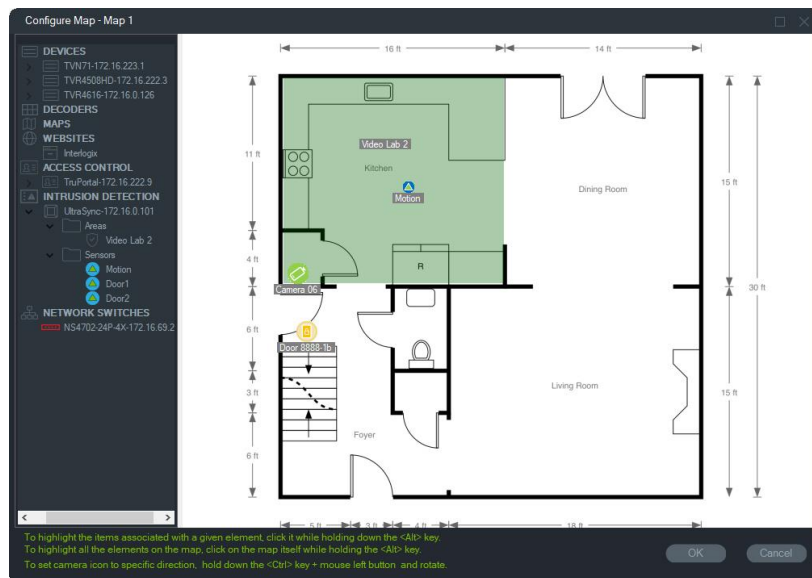 Configure Map - Map 1
DEVICES
TVN71-172.16.223.1
TVR4508HD-172.16.222.3
TVR4616-172.16.0.126
DECODERS
MAPS
WEBSITES
Interlogix
ACCESS CONTROL
TruPortal-172.16.222.9
INTRUSION DETECTION
UltraSync-172.16.0.101
Areas
Video Lab 2
Sensors
Motion
Door1
Door2
NETWORK SWITCHES
NS4702-24P-4X-172.16.69.2
16 ft
14 ft
11 ft
Video Lab 2
Kitchen
Motion
Dining Room
15 ft
4 ft
R
Camera 06
30 ft
6 ft
Door 8888-1b
3 ft
Living Room
15 ft
Foyer
6 ft
5 ft
3 ft
4 ft
18 ft
To highlight the items associated with a given element, click it while holding down the <Alt> key.
To highlight all the elements on the map, click on the map itself while holding the <Alt> key.
To set camera icon to specific direction, hold down the <Ctrl> key + mouse left button and rotate.
OK
Cancel